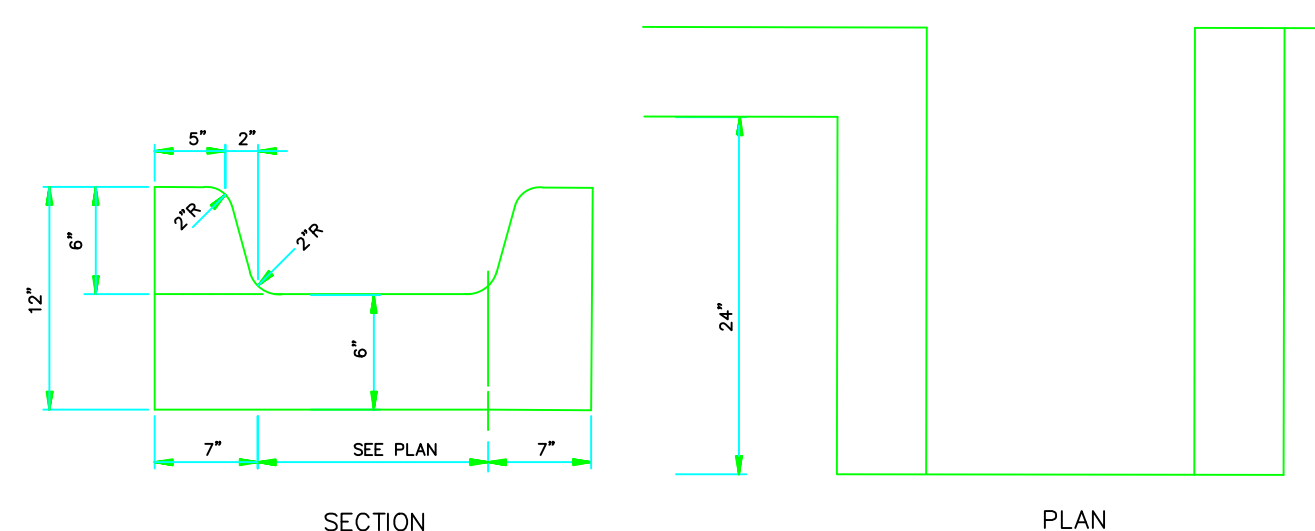 5” 2”
2”R
6”
2”R
12”
24”
6”
7” SEE PLAN 7”
SECTION
PLAN